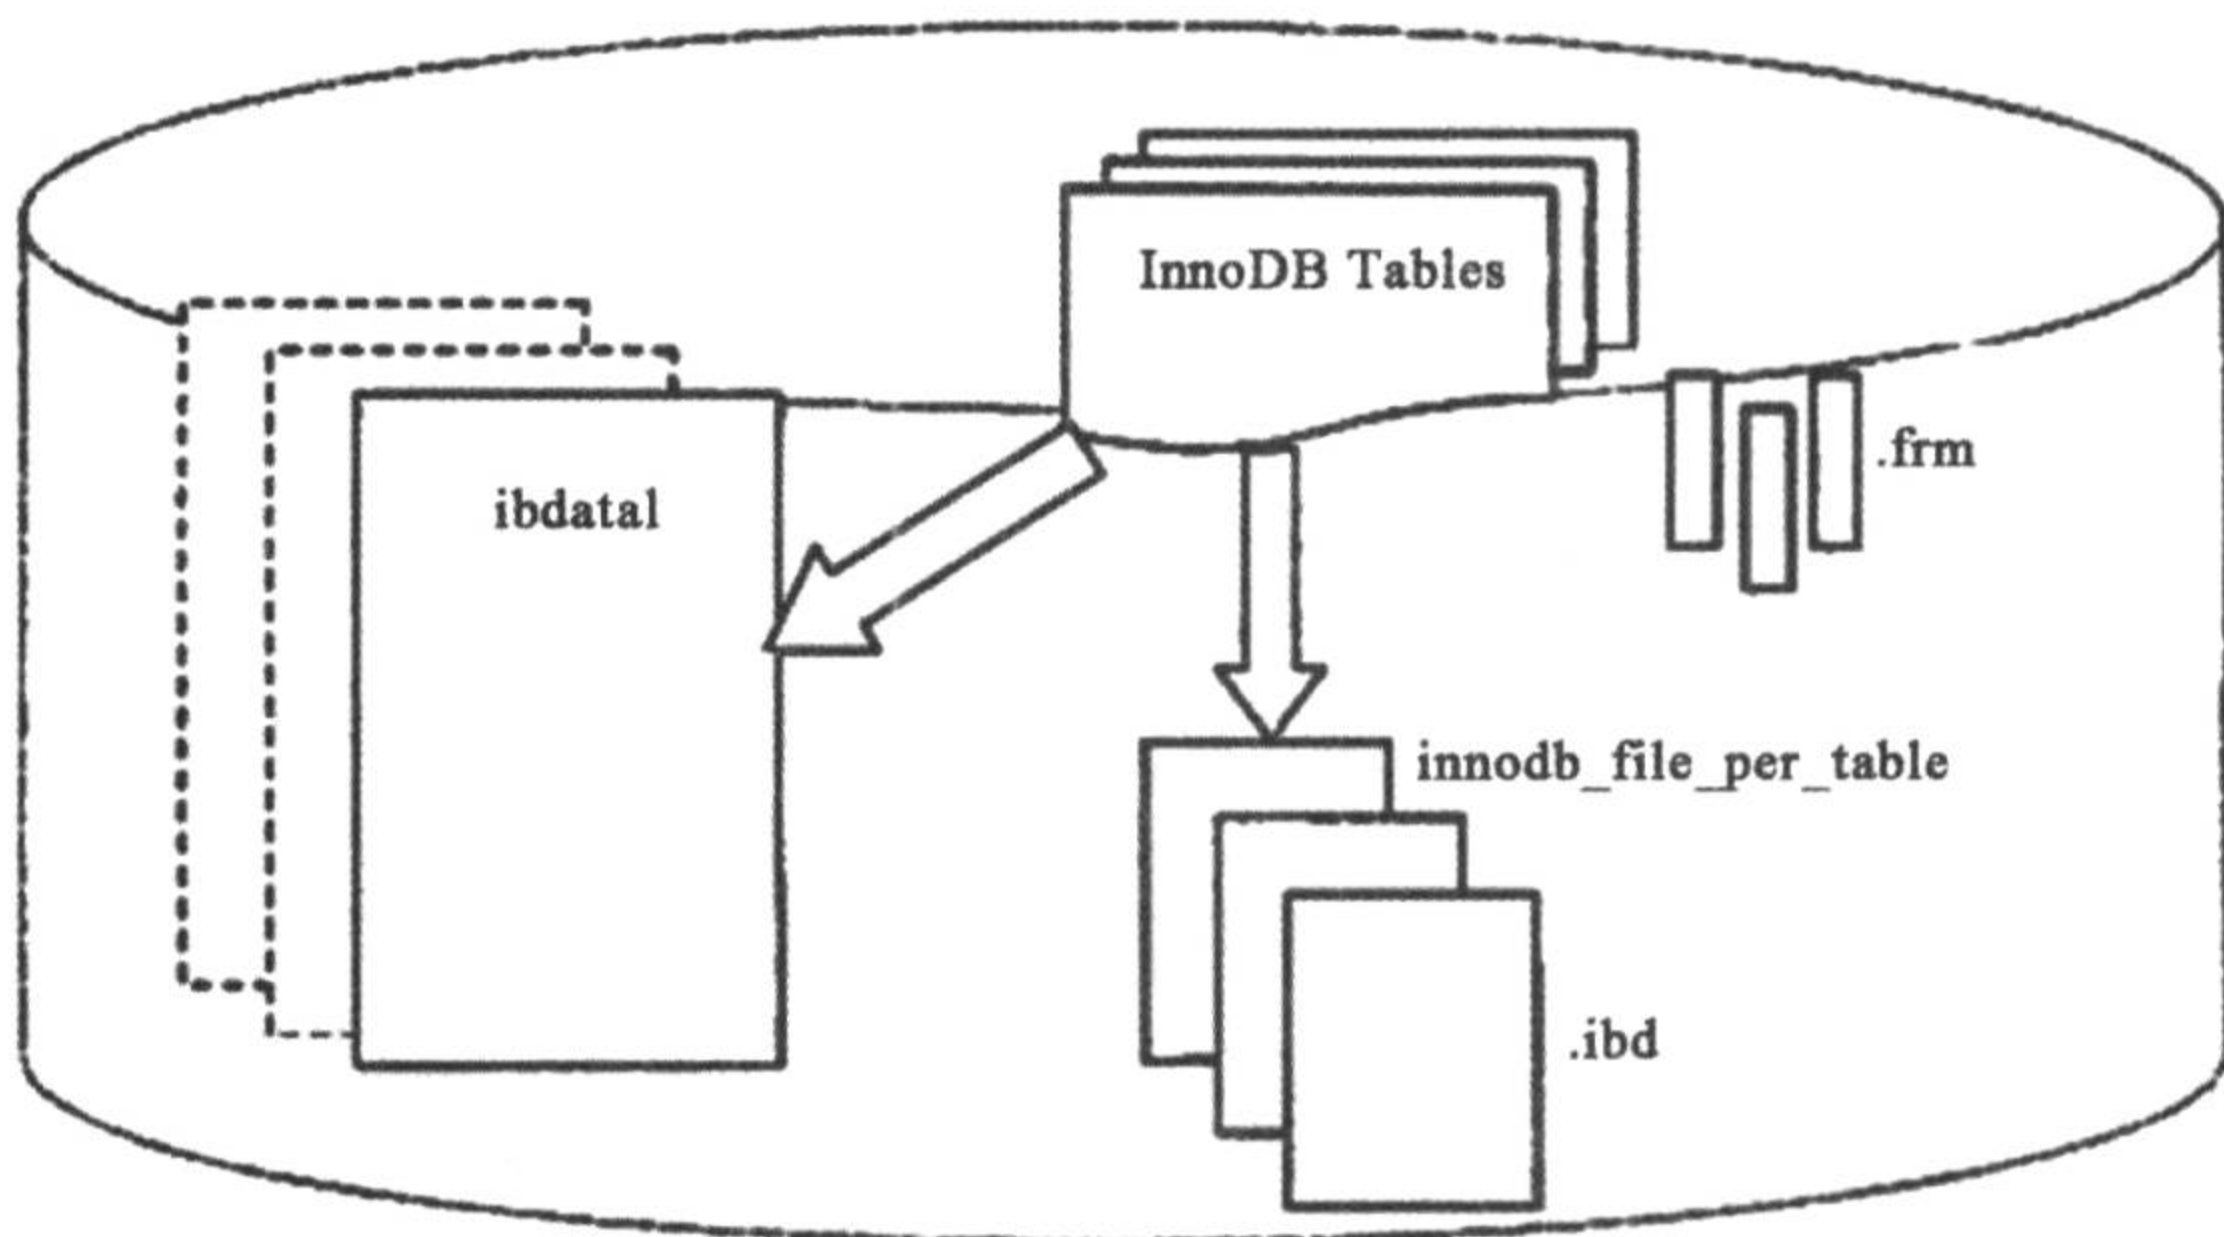 InnoDB Tables
.frm
ibdatal
innodb_file_per_table
.ibd